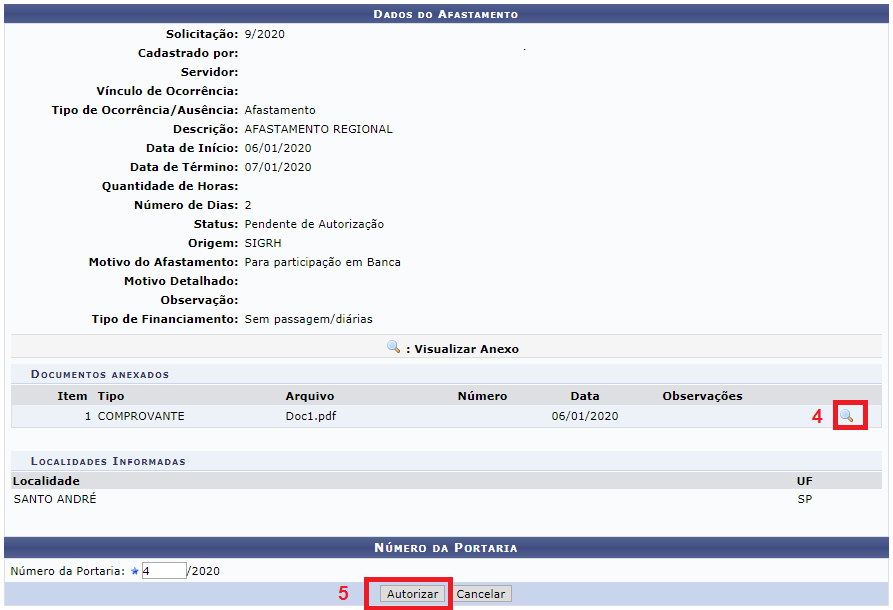 Dados do Afastamento
Solicitação: 9/2020
Cadastrado por:
Servidor:
Vínculo de Ocorrência:
Tipo de Ocorrência/Ausência: Afastamento
Descrição: AFASTAMENTO REGIONAL
Data de Início: 06/01/2020
Data de Término: 07/01/2020
Quantidade de Horas:
Número de Dias: 2
Status: Pendente de Autorização
Origem: SIGRH
Motivo do Afastamento: Para participação em Banca
Motivo Detalhado:
Observação:
Tipo de Financiamento: Sem passagem/diárias
: Visualizar Anexo
Documentos anexados
Item Tipo Arquivo Número Data Observações
1 COMPROVANTE Doc1.pdf 06/01/2020 4
Localidades Informadas
Localidade UF
SANTO ANDRÉ SP
Número da Portaria
Número da Portaria: 4 /2020
5 Autorizar Cancelar